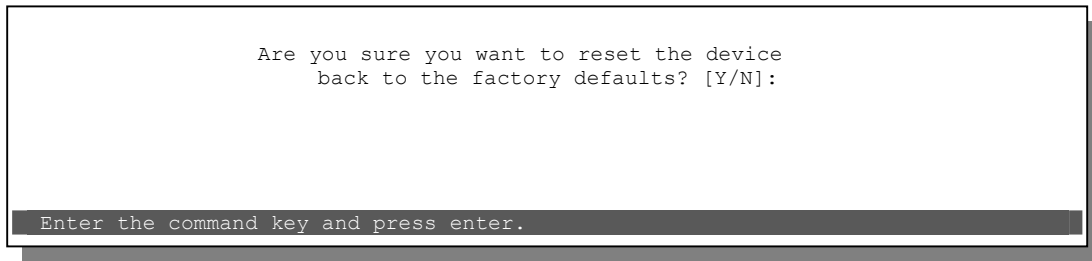 Are you sure you want to reset the device
back to the factory defaults? [Y/N]:
Enter the command key and press enter.